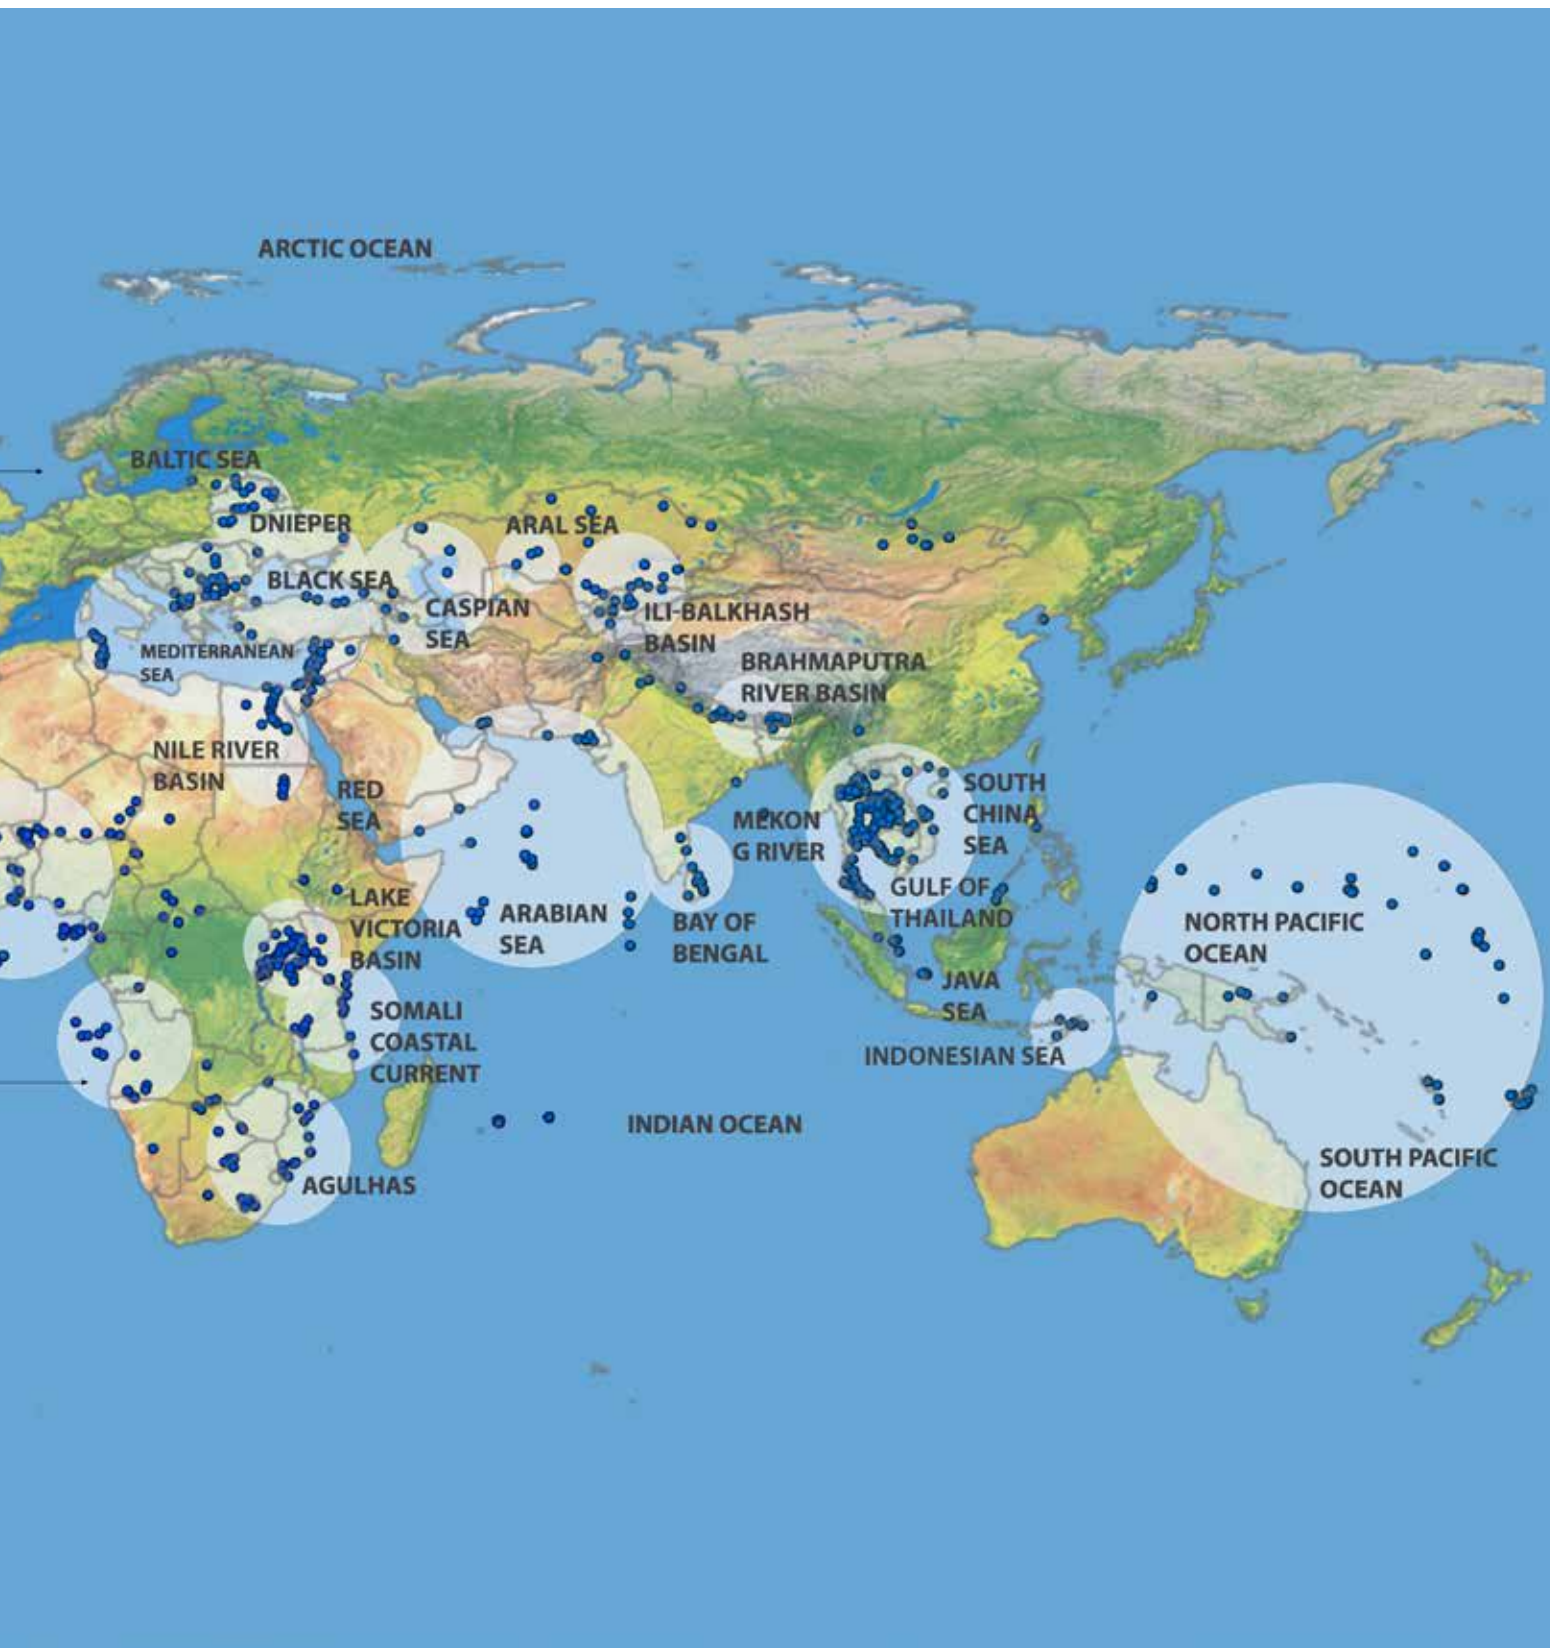 ARCTIC OCEAN
BALTIC SEA
DNIEPER
ARAL SEA
BLACK SEA
CASPIAN
SEA
ILI-BALKHASH
BASIN
MEDITERRANEAN
SEA
BRAHMAPUTRA
RIVER BASIN
NILE RIVER
BASIN
RED
SEA
SOUTH
CHINA
SEA
MEKON
G RIVER
LAKE
VICTORIA
BASIN
ARABIAN
SEA
BAY OF
BENGAL
GULF OF
THAILAND
NORTH PACIFIC
OCEAN
JAVA
SEA
SOMALI
COASTAL
CURRENT
INDONESIAN SEA
INDIAN OCEAN
AGULHAS
SOUTH PACIFIC
OCEAN